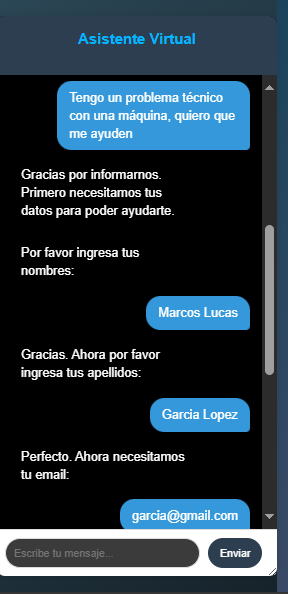 Asistente Virtual
Tengo un problema técnico
con una máquina, quiero que
me ayuden
Gracias por informarnos.
Primero necesitamos tus
datos para poder ayudarte.
Por favor ingresa tus
nombres:
Marcos Lucas
Gracias. Ahora por favor
ingresa tus apellidos:
Garcia Lopez
Perfecto. Ahora necesitamos
tu email:
garcia@gmail.com
Escribe tu mensaje...
Enviar